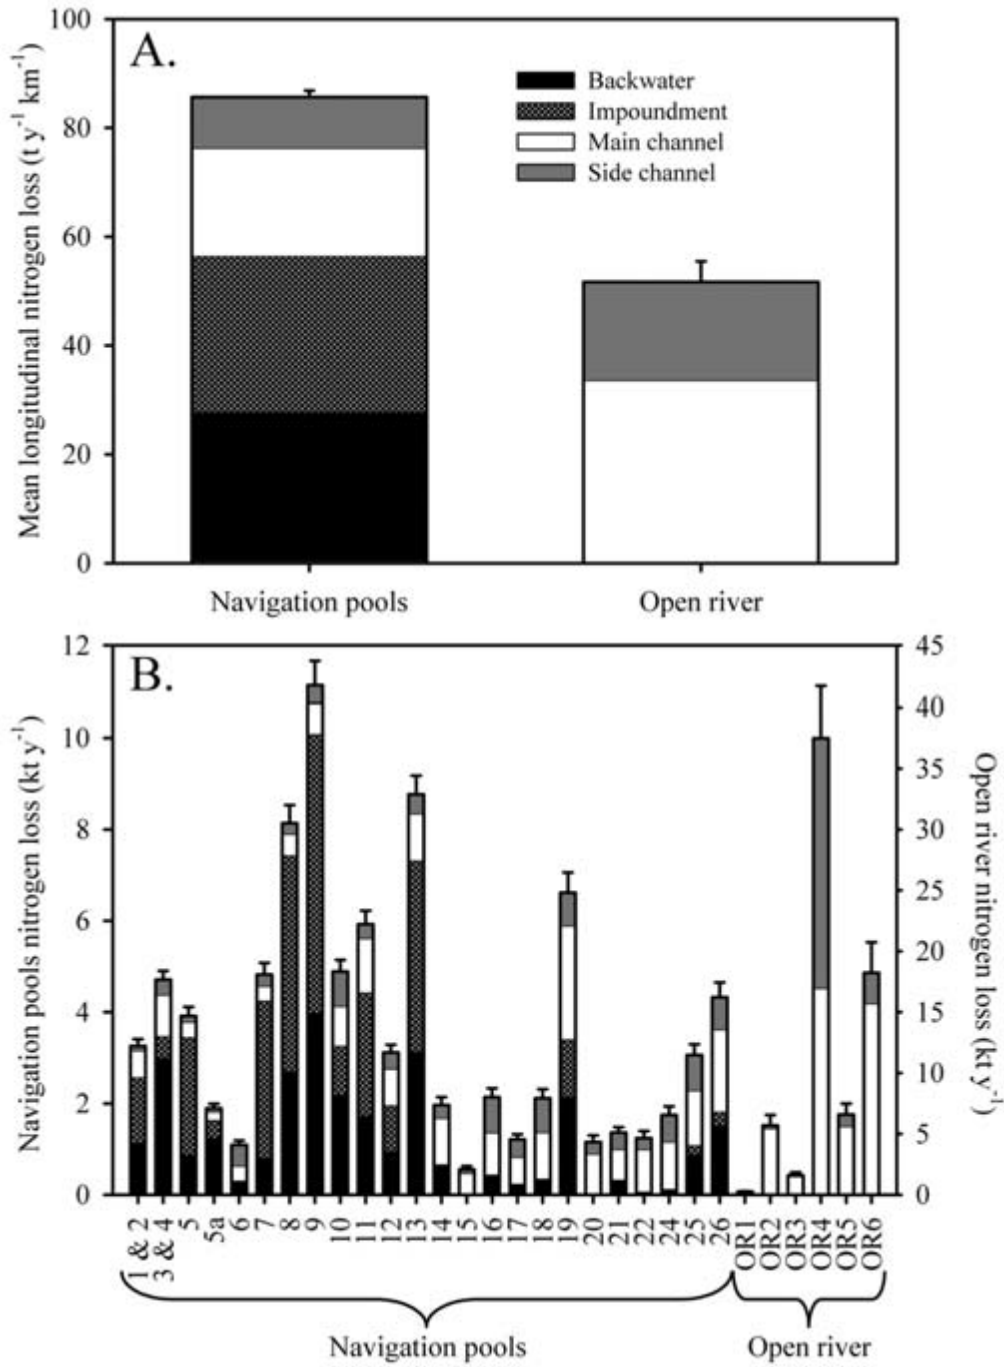 A.
Mean longitudinal nitrogen loss (t y⁻¹ km⁻¹)
100
80
60
40
20
0
Backwater
Impoundment
Main channel
Side channel
Navigation pools
Open river
B.
Navigation pools nitrogen loss (kt y⁻¹)
12
10
8
6
4
2
0
45
40
35
30
25
20
15
10
5
0
Open river nitrogen loss (kt y⁻¹)
1 & 2
3 & 4
5
5a
6
7
8
9
10
11
12
13
14
15
16
17
18
19
20
21
22
24
25
26
OR1
OR2
OR3
OR4
OR5
OR6
Navigation pools
Open river